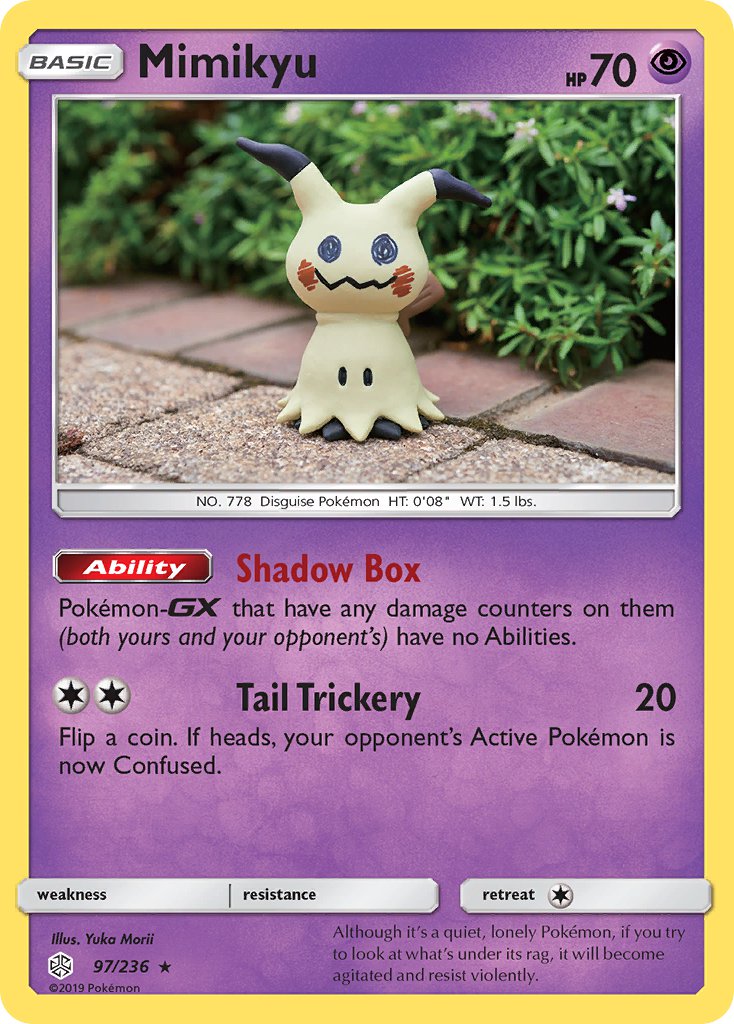 BASIC Mimikyu HP 70
NO. 778 Disguise Pokémon HT: 0'08" WT: 1.5 lbs.
Ability Shadow Box
Pokémon-GX that have any damage counters on them
(both yours and your opponent's) have no Abilities.
Tail Trickery 20
Flip a coin. If heads, your opponent's Active Pokémon is
now Confused.
weakness resistance retreat
Illus. Yuka Morii
97/236
©2019 Pokémon
Although it's a quiet, lonely Pokémon, if you try
to look at what's under its rag, it will become
agitated and resist violently.